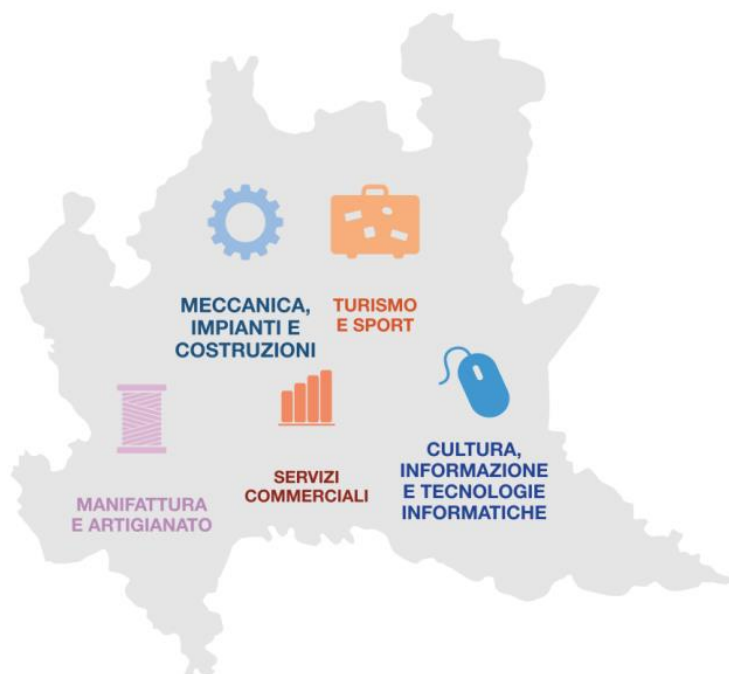 MECCANICA,
IMPIANTI E
COSTRUZIONI
TURISMO
E SPORT
MANIFATTURA
E ARTIGIANATO
SERVIZI
COMMERCIALI
CULTURA,
INFORMAZIONE
E TECNOLOGIE
INFORMATICHE